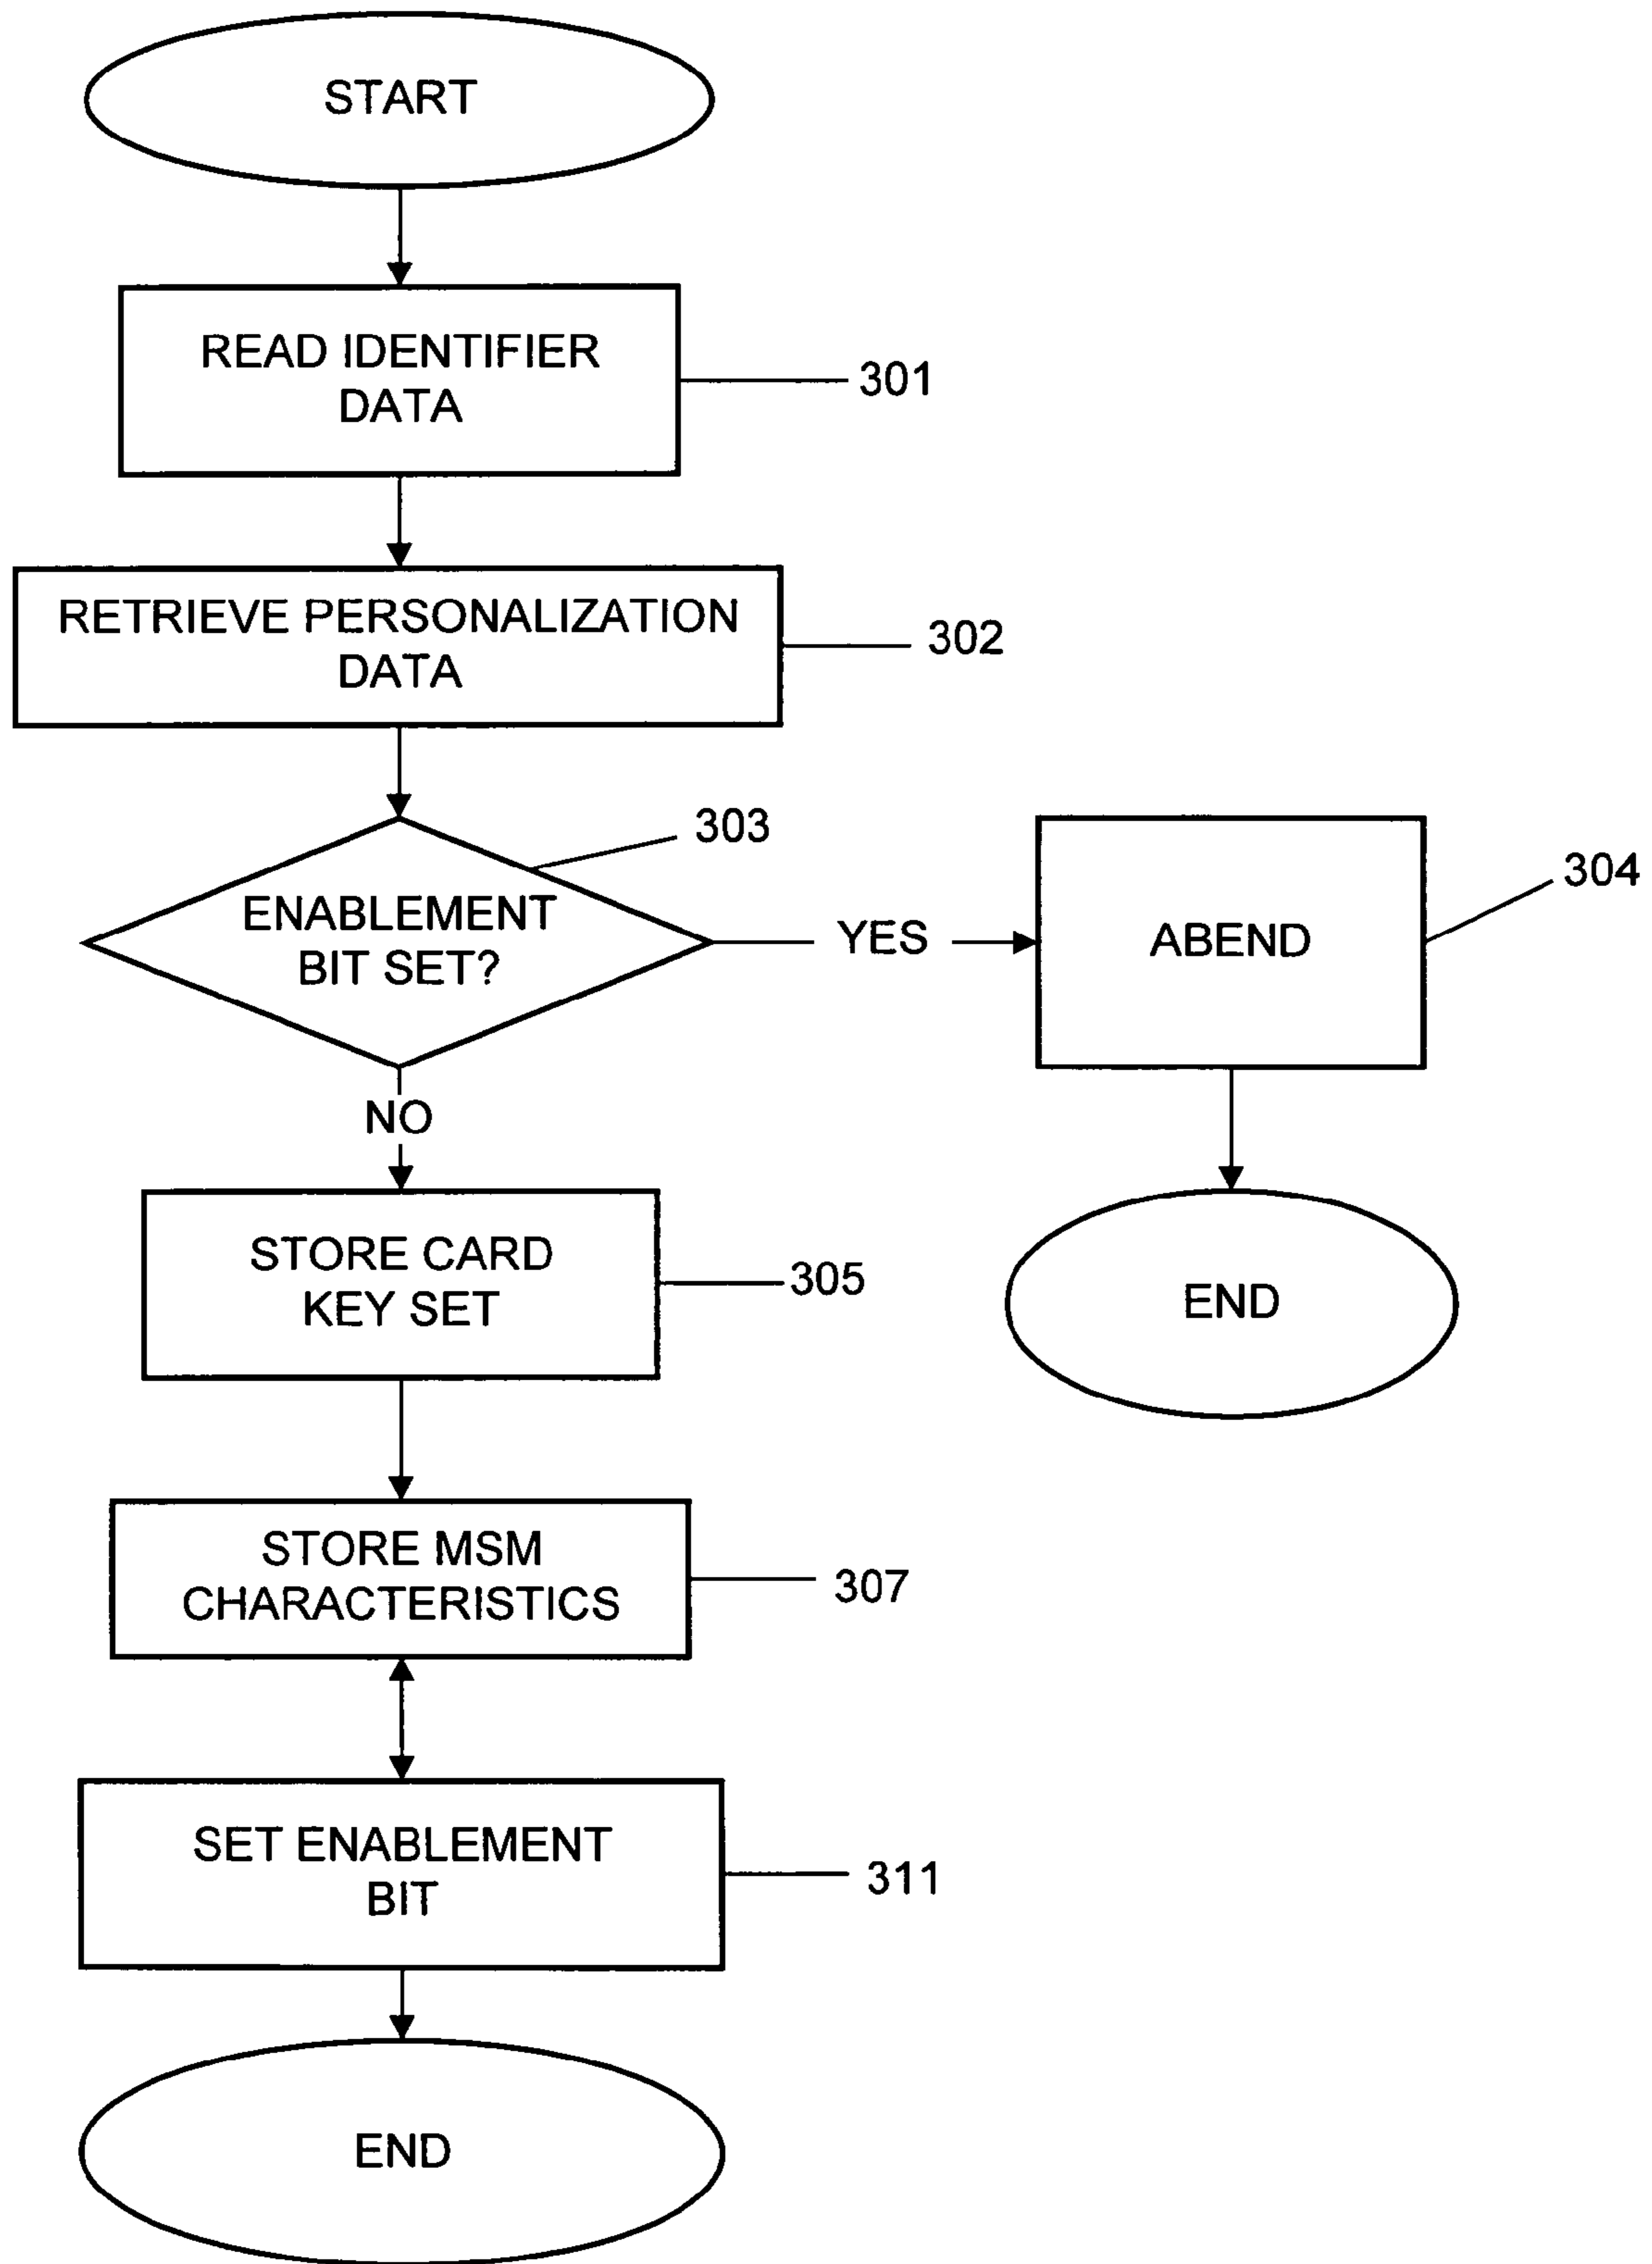 START
READ IDENTIFIER
DATA
301
RETRIEVE PERSONALIZATION
DATA
302
303
ENABLEMENT
BIT SET?
YES
ABEND
304
NO
STORE CARD
KEY SET
305
END
STORE MSM
CHARACTERISTICS
307
SET ENABLEMENT
BIT
311
END